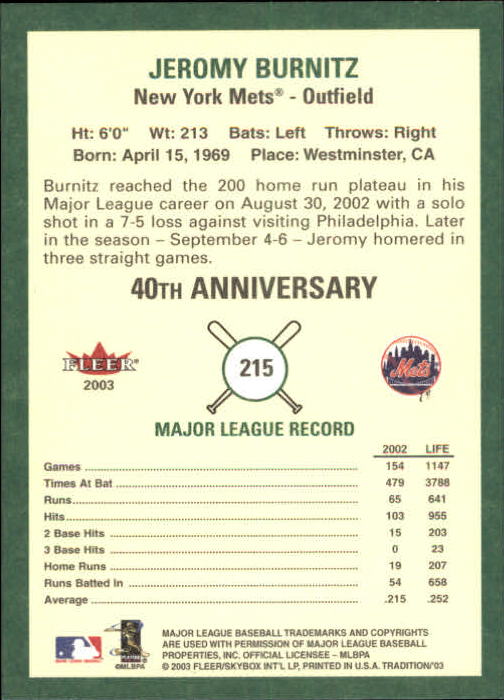 JEROMY BURNITZ
New York Mets® - Outfield
Ht: 6'0" Wt: 213 Bats: Left Throws: Right
Born: April 15, 1969 Place: Westminster, CA
Burnitz reached the 200 home run plateau in his
Major League career on August 30, 2002 with a solo
shot in a 7-5 loss against visiting Philadelphia. Later
in the season – September 4-6 – Jeromy homered in
three straight games.
40TH ANNIVERSARY
FLEER®
2003
215
Mets
MAJOR LEAGUE RECORD
2002 LIFE
Games 154 1147
Times At Bat 479 3788
Runs 65 641
Hits 103 955
2 Base Hits 15 203
3 Base Hits 0 23
Home Runs 19 207
Runs Batted In 54 658
Average .215 .252
©MLBPA
MAJOR LEAGUE BASEBALL TRADEMARKS AND COPYRIGHTS
ARE USED WITH PERMISSION OF MAJOR LEAGUE BASEBALL
PROPERTIES, INC. OFFICIAL LICENSEE – MLBPA
© 2003 FLEER/SKYBOX INT'L LP, PRINTED IN U.S.A. TRADITION/'03